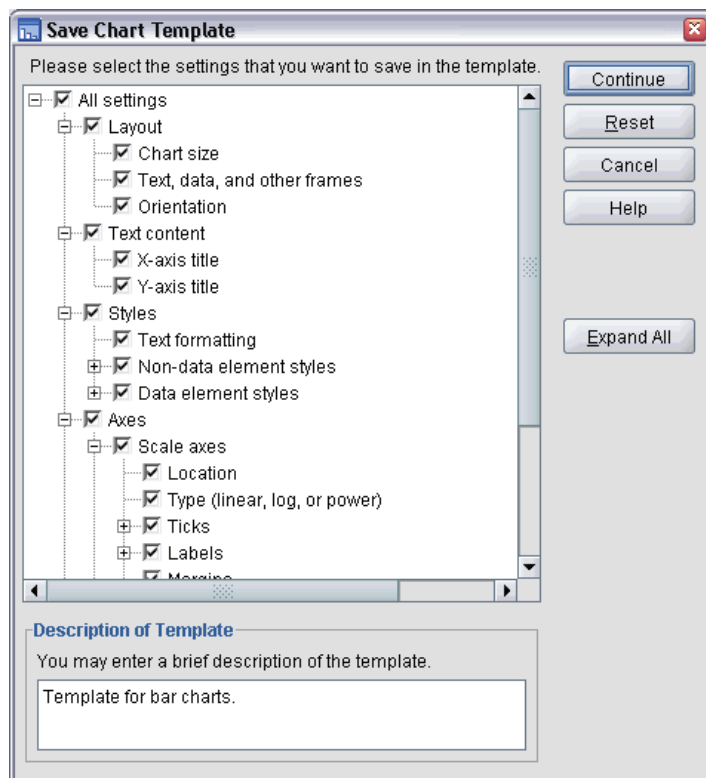 Save Chart Template
Please select the settings that you want to save in the template.
All settings
Layout
Chart size
Text, data, and other frames
Orientation
Text content
X-axis title
Y-axis title
Styles
Text formatting
Non-data element styles
Data element styles
Axes
Scale axes
Location
Type (linear, log, or power)
Ticks
Labels
Margins
Continue
Reset
Cancel
Help
Expand All
Description of Template
You may enter a brief description of the template.
Template for bar charts.